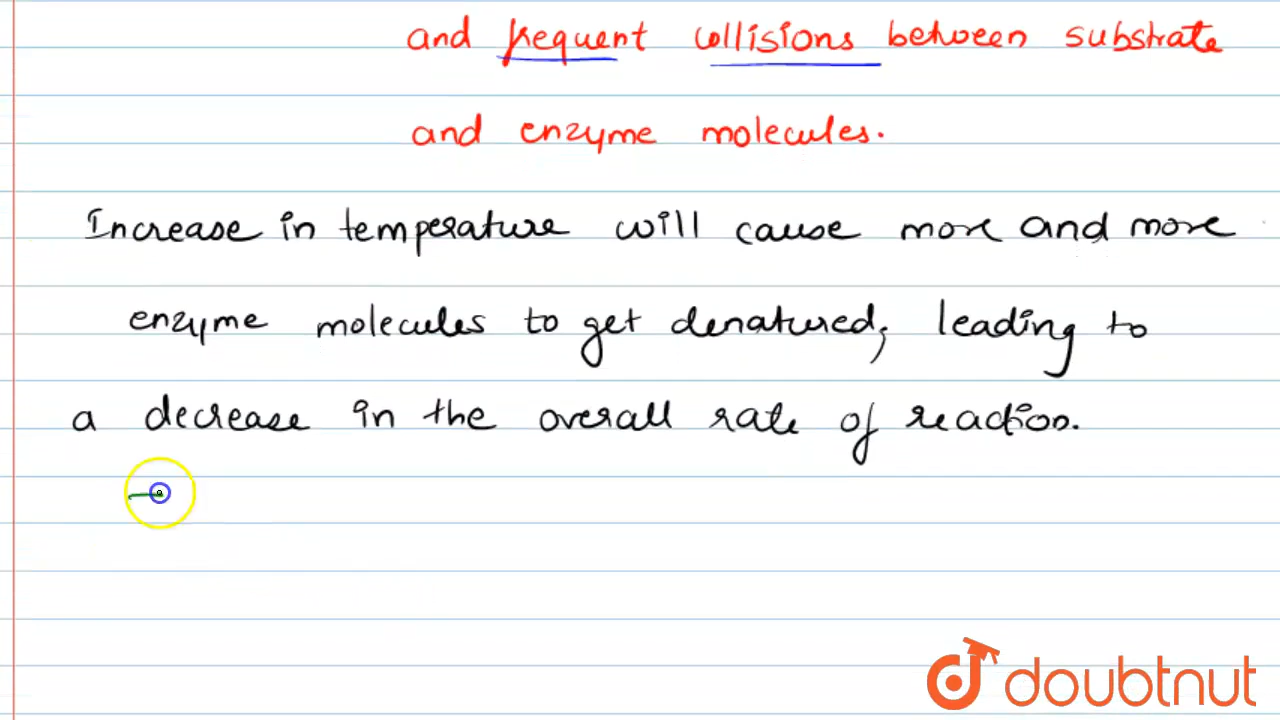 and frequent collisions between substrate
and enzyme molecules.
Increase in temperature will cause more and more
enzyme molecules to get denatured, leading to
a decrease in the overall rate of reaction.
doubtnut